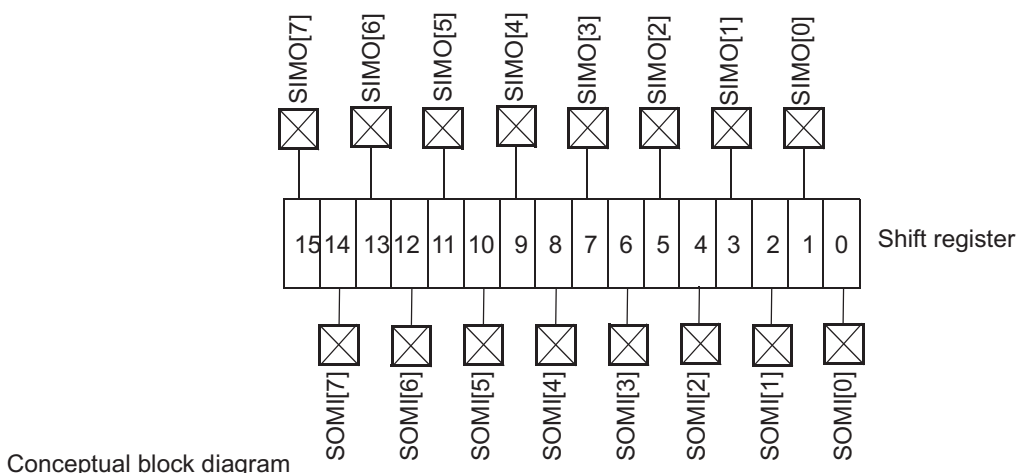 SIMO[7] SIMO[6] SIMO[5] SIMO[4] SIMO[3] SIMO[2] SIMO[1] SIMO[0]
15 14 13 12 11 10 9 8 7 6 5 4 3 2 1 0 Shift register
SOMI[7] SOMI[6] SOMI[5] SOMI[4] SOMI[3] SOMI[2] SOMI[1] SOMI[0]
Conceptual block diagram